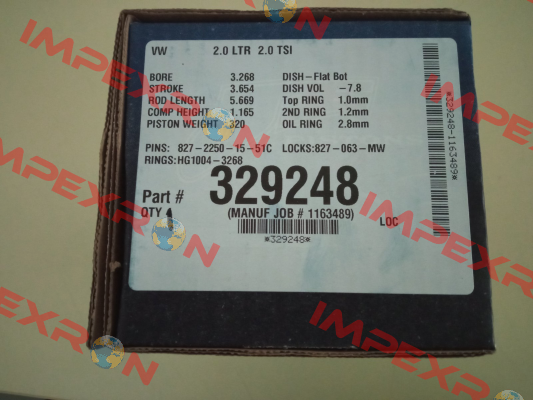 VW 2.0 LTR 2.0 TSI
BORE 3.268 DISH-Flat Bot
STROKE 3.654 DISH VOL -7.8
ROD LENGTH 5.669 Top RING 1.0mm
COMP HEIGHT 1.165 2ND RING 1.2mm
PISTON WEIGHT 320 OIL RING 2.8mm
PINS: 827-2250-15-51C LOCKS:827-063-MW
RINGS:HG1004-3268
Part # 329248
QTY 4 (MANUF JOB # 1163489) LOC
*329248*
*329248-1163489*
IMPEXRON
IMPEXRON
IMPEXRON
IMPEXRON